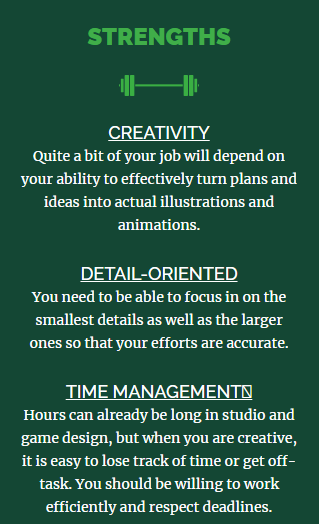 STRENGTHS
CREATIVITY
Quite a bit of your job will depend on
your ability to effectively turn plans and
ideas into actual illustrations and
animations.
DETAIL-ORIENTED
You need to be able to focus in on the
smallest details as well as the larger
ones so that your efforts are accurate.
TIME MANAGEMENT
Hours can already be long in studio and
game design, but when you are creative,
it is easy to lose track of time or get off-
task. You should be willing to work
efficiently and respect deadlines.